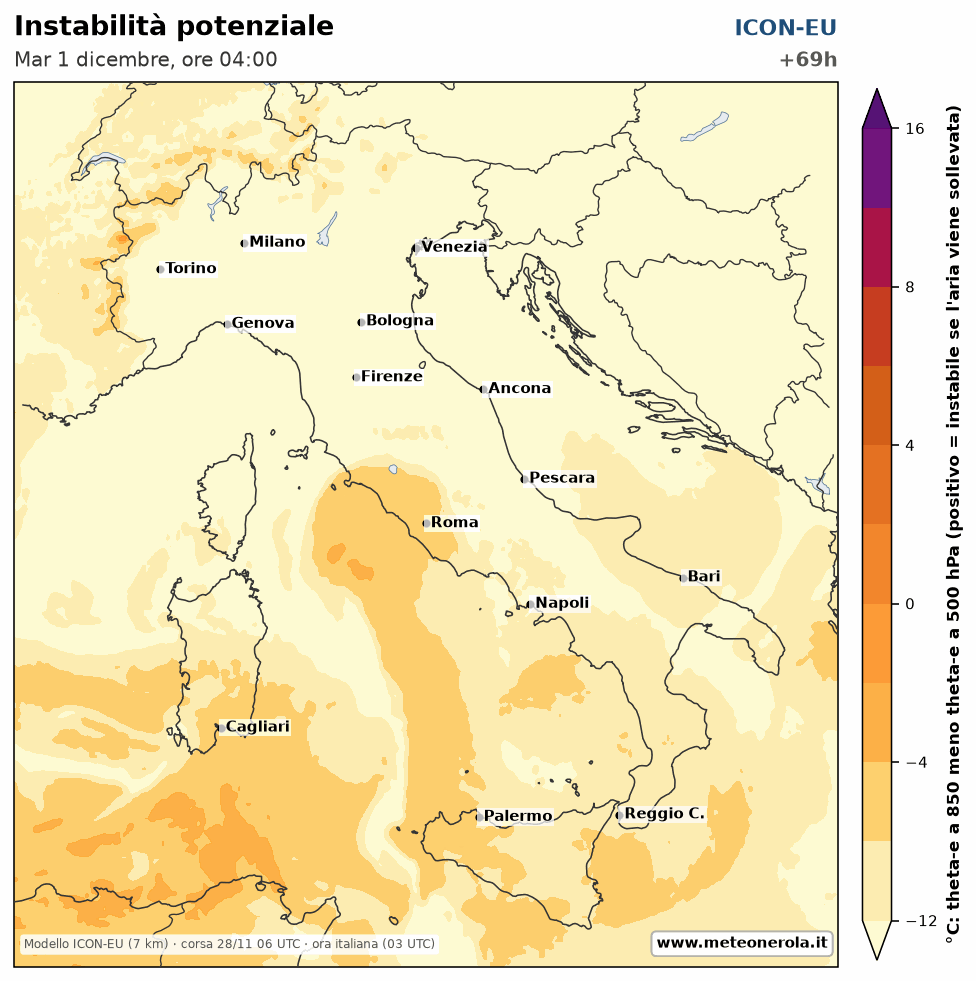 Instabilità potenziale
ICON-EU
Mar 1 dicembre, ore 04:00
+69h
16
8
4
0
−4
−12
°C: theta-e a 850 meno theta-e a 500 hPa (positivo = instabile se l'aria viene sollevata)
Milano
Venezia
Torino
Genova
Bologna
Firenze
Ancona
Pescara
Roma
Bari
Napoli
Cagliari
Palermo
Reggio C.
Modello ICON-EU (7 km) · corsa 28/11 06 UTC · ora italiana (03 UTC)
www.meteonerola.it